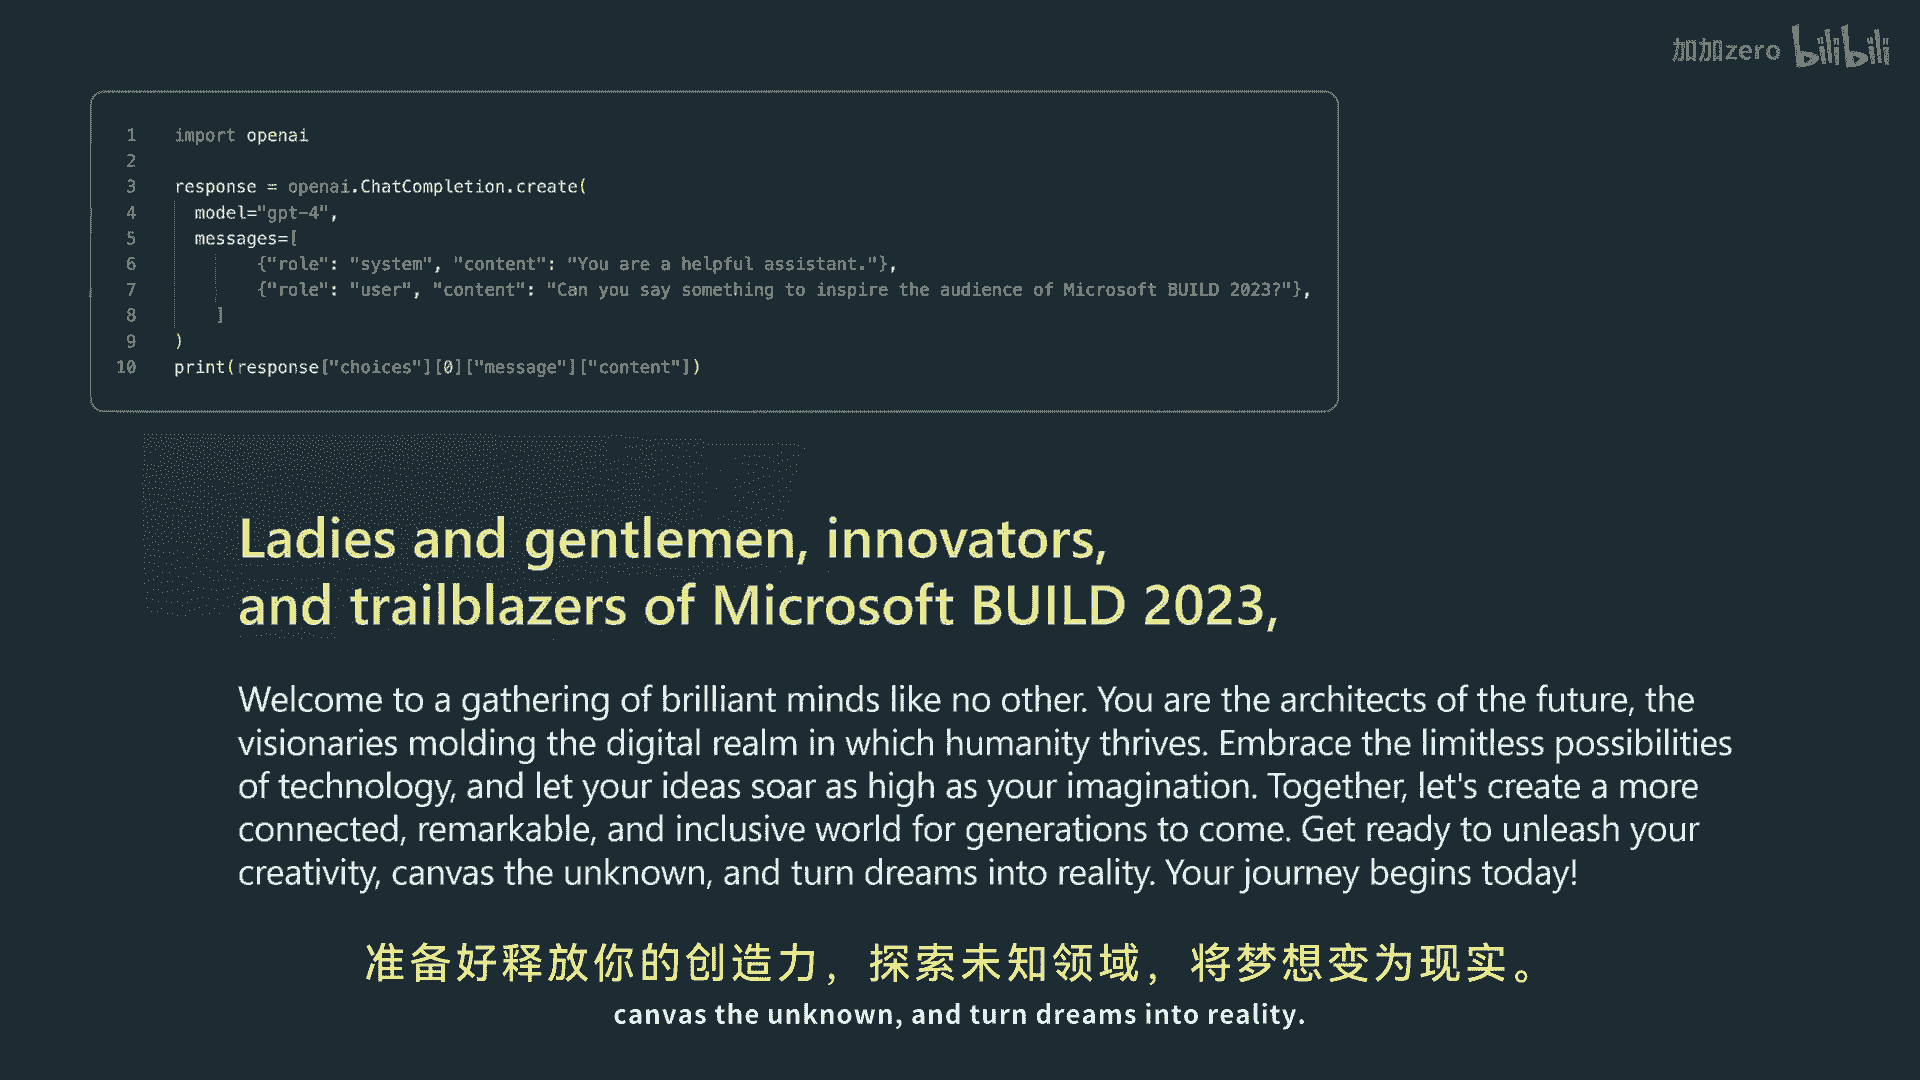 加加zero bilibili
1 import openai
2
3 response = openai.ChatCompletion.create(
4 model="gpt-4",
5 messages=[
6 {"role": "system", "content": "You are a helpful assistant."},
7 {"role": "user", "content": "Can you say something to inspire the audience of Microsoft BUILD 2023?"},
8 ]
9 )
10 print(response["choices"][0]["message"]["content"])
Ladies and gentlemen, innovators,
and trailblazers of Microsoft BUILD 2023,
Welcome to a gathering of brilliant minds like no other. You are the architects of the future, the
visionaries molding the digital realm in which humanity thrives. Embrace the limitless possibilities
of technology, and let your ideas soar as high as your imagination. Together, let's create a more
connected, remarkable, and inclusive world for generations to come. Get ready to unleash your
creativity, canvas the unknown, and turn dreams into reality. Your journey begins today!
准备好释放你的创造力，探索未知领域，将梦想变为现实。
canvas the unknown, and turn dreams into reality.